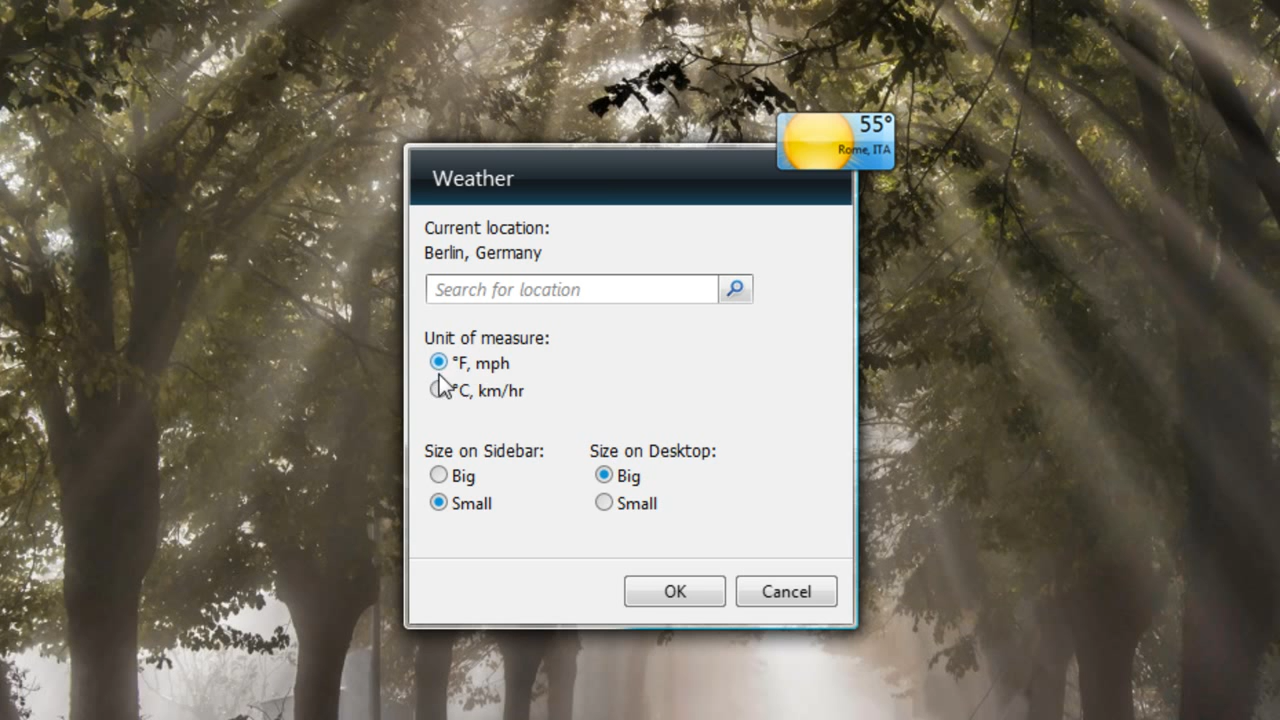 55°
Rome, ITA
Weather
Current location:
Berlin, Germany
Search for location
Unit of measure:
°F, mph
°C, km/hr
Size on Sidebar:
Size on Desktop:
Big
Big
Small
Small
OK
Cancel